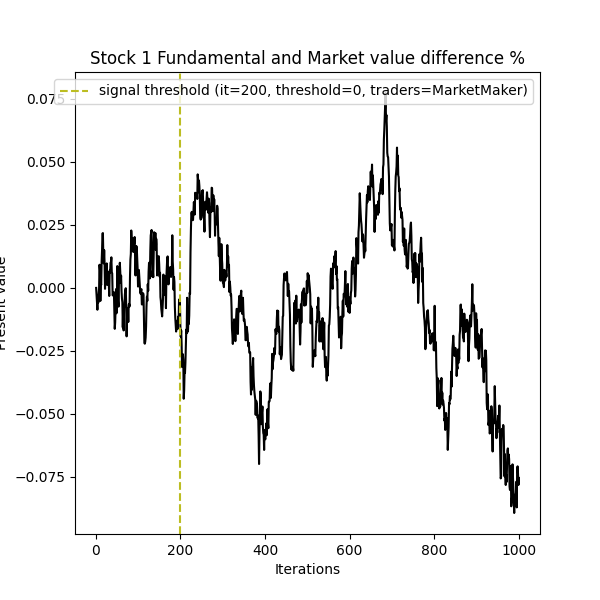 Stock 1 Fundamental and Market value difference %
signal threshold (it=200, threshold=0, traders=MarketMaker)
0.075
0.050
0.025
0.000
−0.025
−0.050
−0.075
Present value
0 200 400 600 800 1000
Iterations